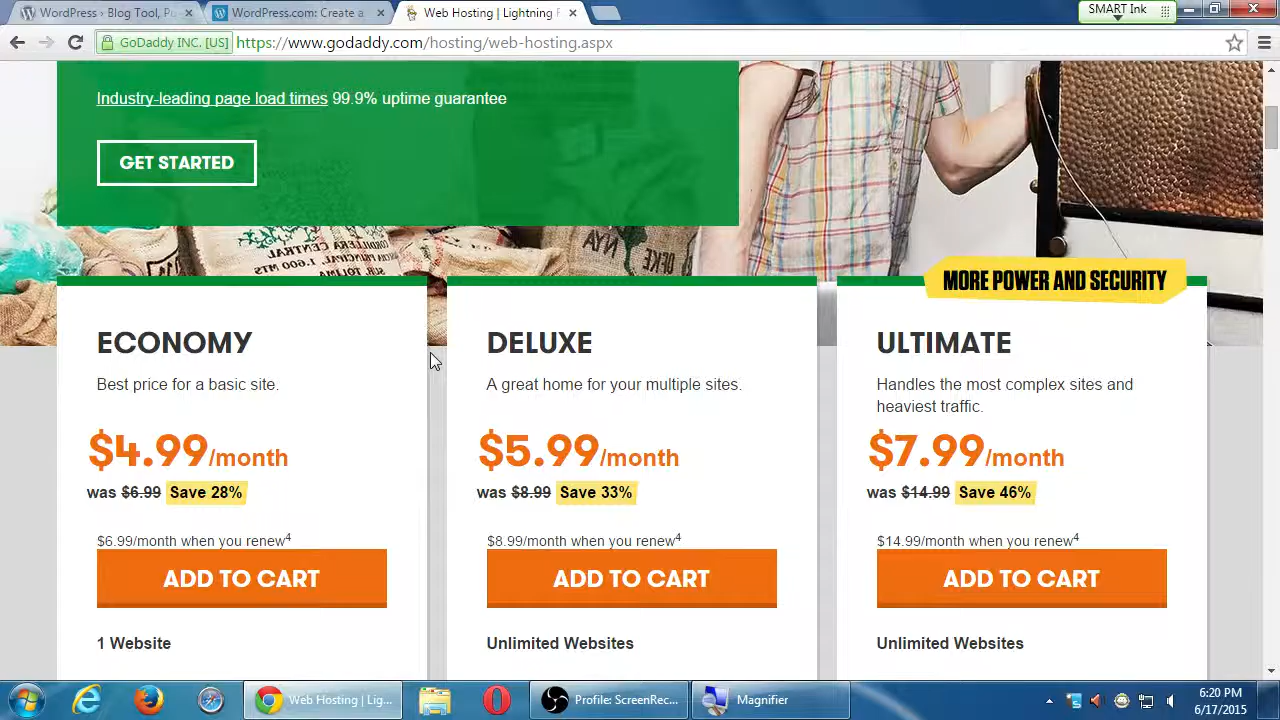 WordPress › Blog Tool, Pu
WordPress.com: Create a
Web Hosting | Lightning F
SMART Ink
GoDaddy INC. [US]
https://www.godaddy.com/hosting/web-hosting.aspx
Industry-leading page load times 99.9% uptime guarantee
GET STARTED
MORE POWER AND SECURITY
ECONOMY
Best price for a basic site.
$4.99/month
was $6.99 Save 28%
$6.99/month when you renew4
ADD TO CART
1 Website
DELUXE
A great home for your multiple sites.
$5.99/month
was $8.99 Save 33%
$8.99/month when you renew4
ADD TO CART
Unlimited Websites
ULTIMATE
Handles the most complex sites and
heaviest traffic.
$7.99/month
was $14.99 Save 46%
$14.99/month when you renew4
ADD TO CART
Unlimited Websites
Web Hosting | Lig...
Profile: ScreenRec...
Magnifier
6:20 PM
6/17/2015